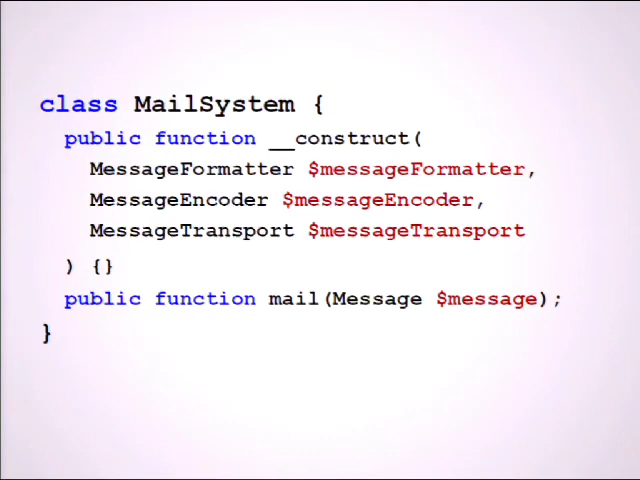 class MailSystem {
public function __construct(
MessageFormatter $messageFormatter,
MessageEncoder $messageEncoder,
MessageTransport $messageTransport
) {}
public function mail(Message $message);
}